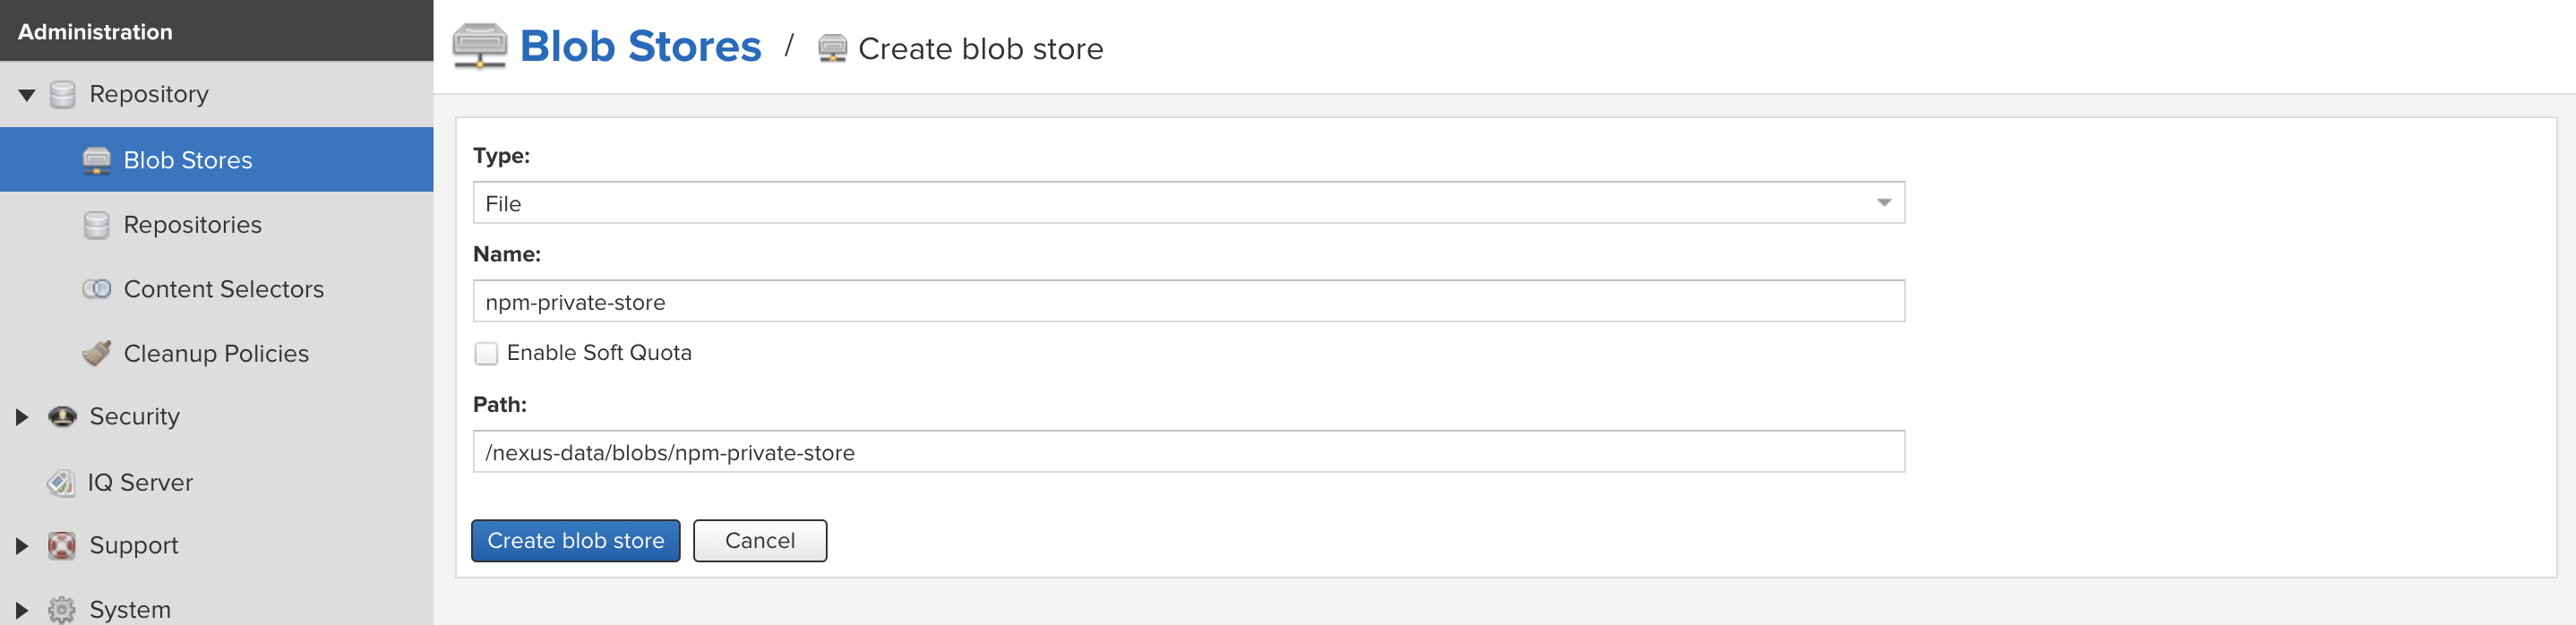 Administration
Repository
Blob Stores
Repositories
Content Selectors
Cleanup Policies
Security
IQ Server
Support
System
Blob Stores / Create blob store
Type:
File
Name:
npm-private-store
Enable Soft Quota
Path:
/nexus-data/blobs/npm-private-store
Create blob store Cancel